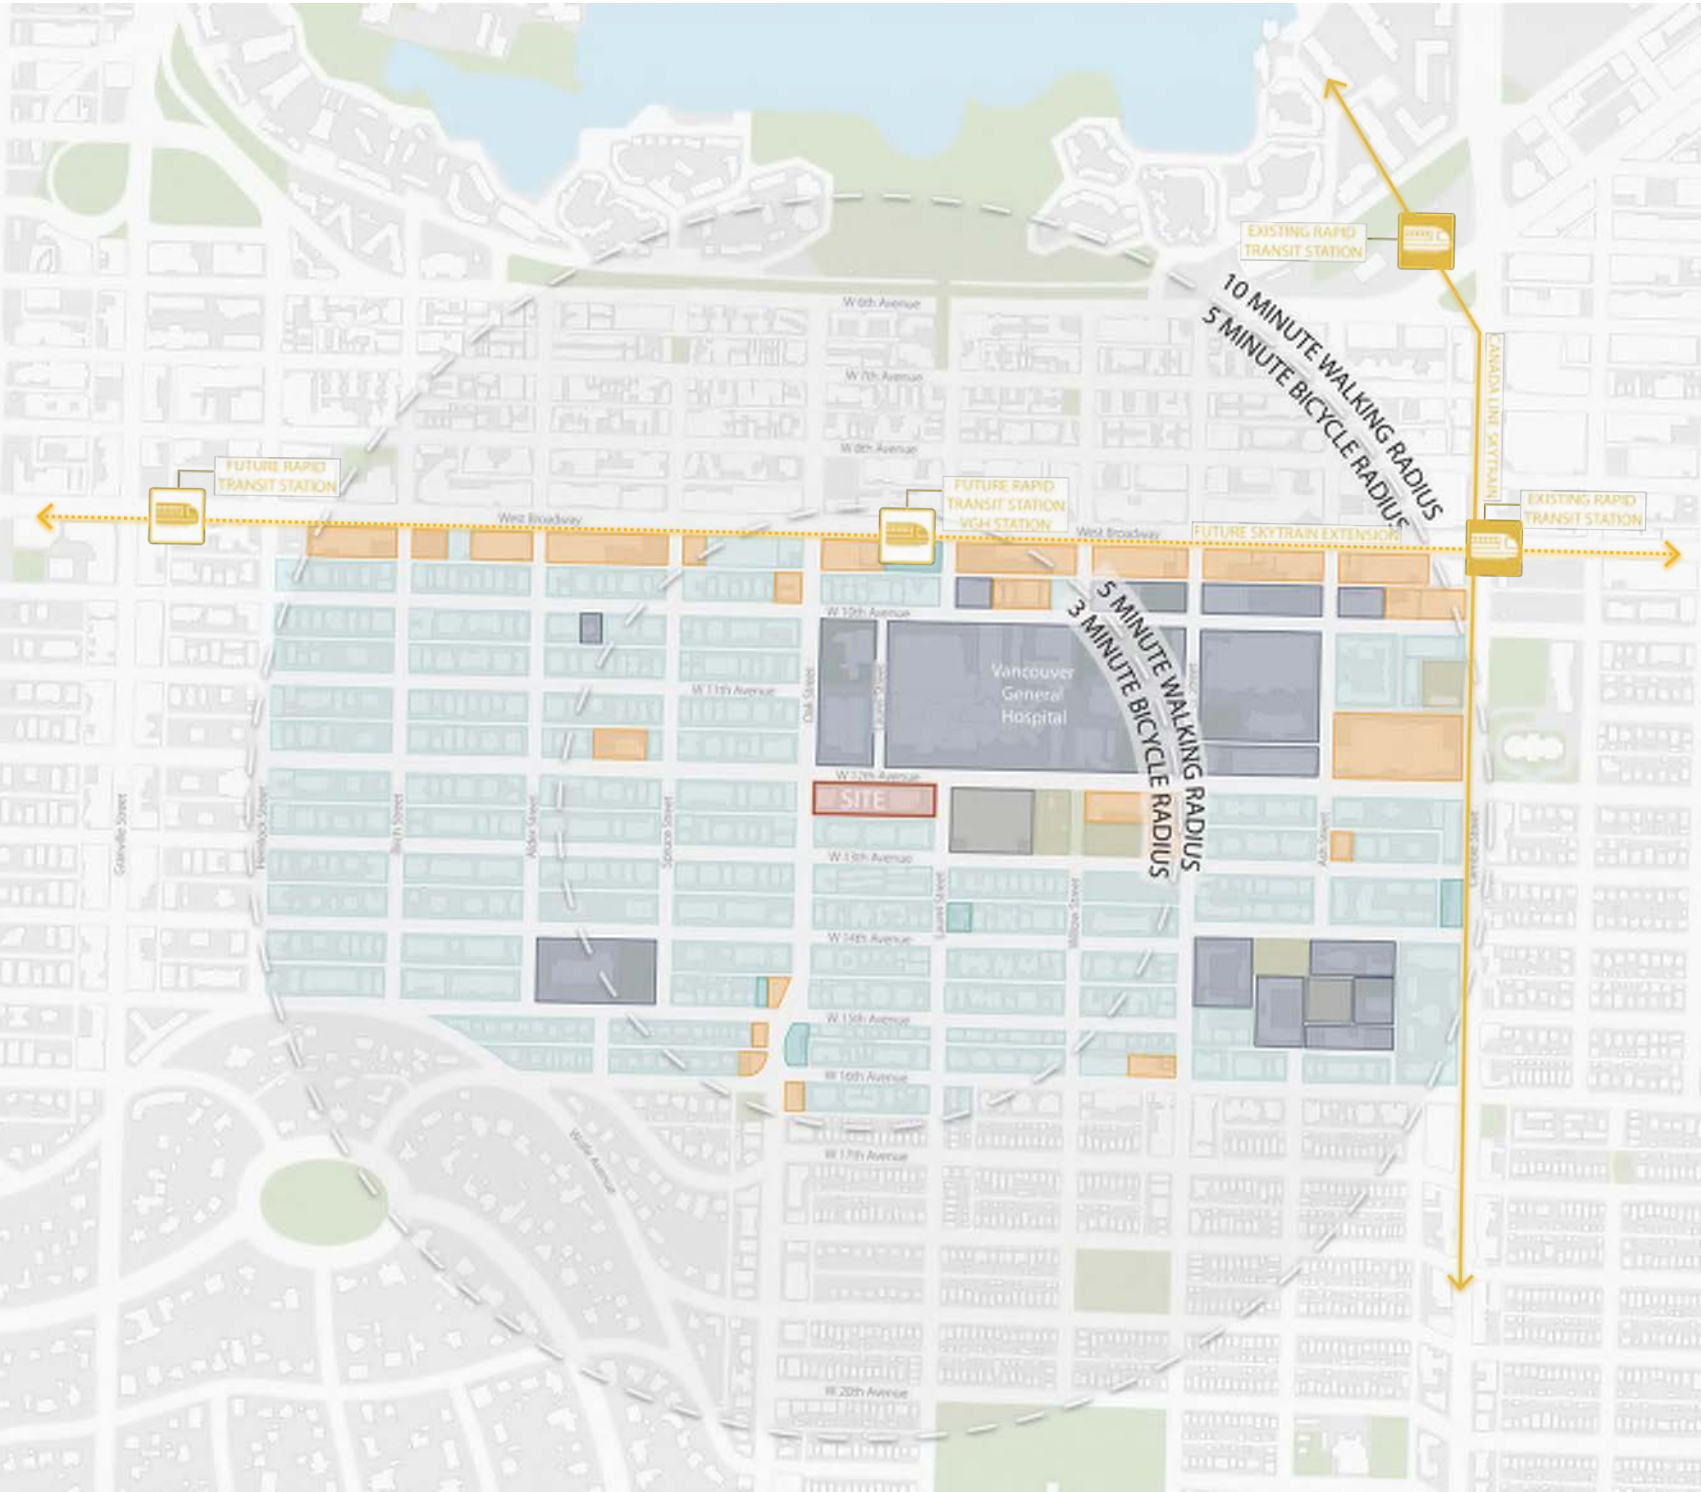 EXISTING RAPID
TRANSIT STATION
10 MINUTE WALKING RADIUS
5 MINUTE BICYCLE RADIUS
W 6th Avenue
CANADA LINE SKYTRAIN
W 7th Avenue
W 8th Avenue
FUTURE RAPID
TRANSIT STATION
FUTURE RAPID
TRANSIT STATION
VGH STATION
EXISTING RAPID
TRANSIT STATION
West Broadway
West Broadway
FUTURE SKYTRAIN EXTENSION
5 MINUTE WALKING RADIUS
3 MINUTE BICYCLE RADIUS
W 10th Avenue
Vancouver
General
Hospital
W 11th Avenue
Oak Street
W 12th Avenue
SITE
Granville Street
Hemlock Street
Birch Street
Alder Street
Spruce Street
Ash Street
Cambie Street
W 13th Avenue
Laurel Street
Willow Street
W 14th Avenue
W 15th Avenue
W 16th Avenue
Wolfe Avenue
W 17th Avenue
W 20th Avenue